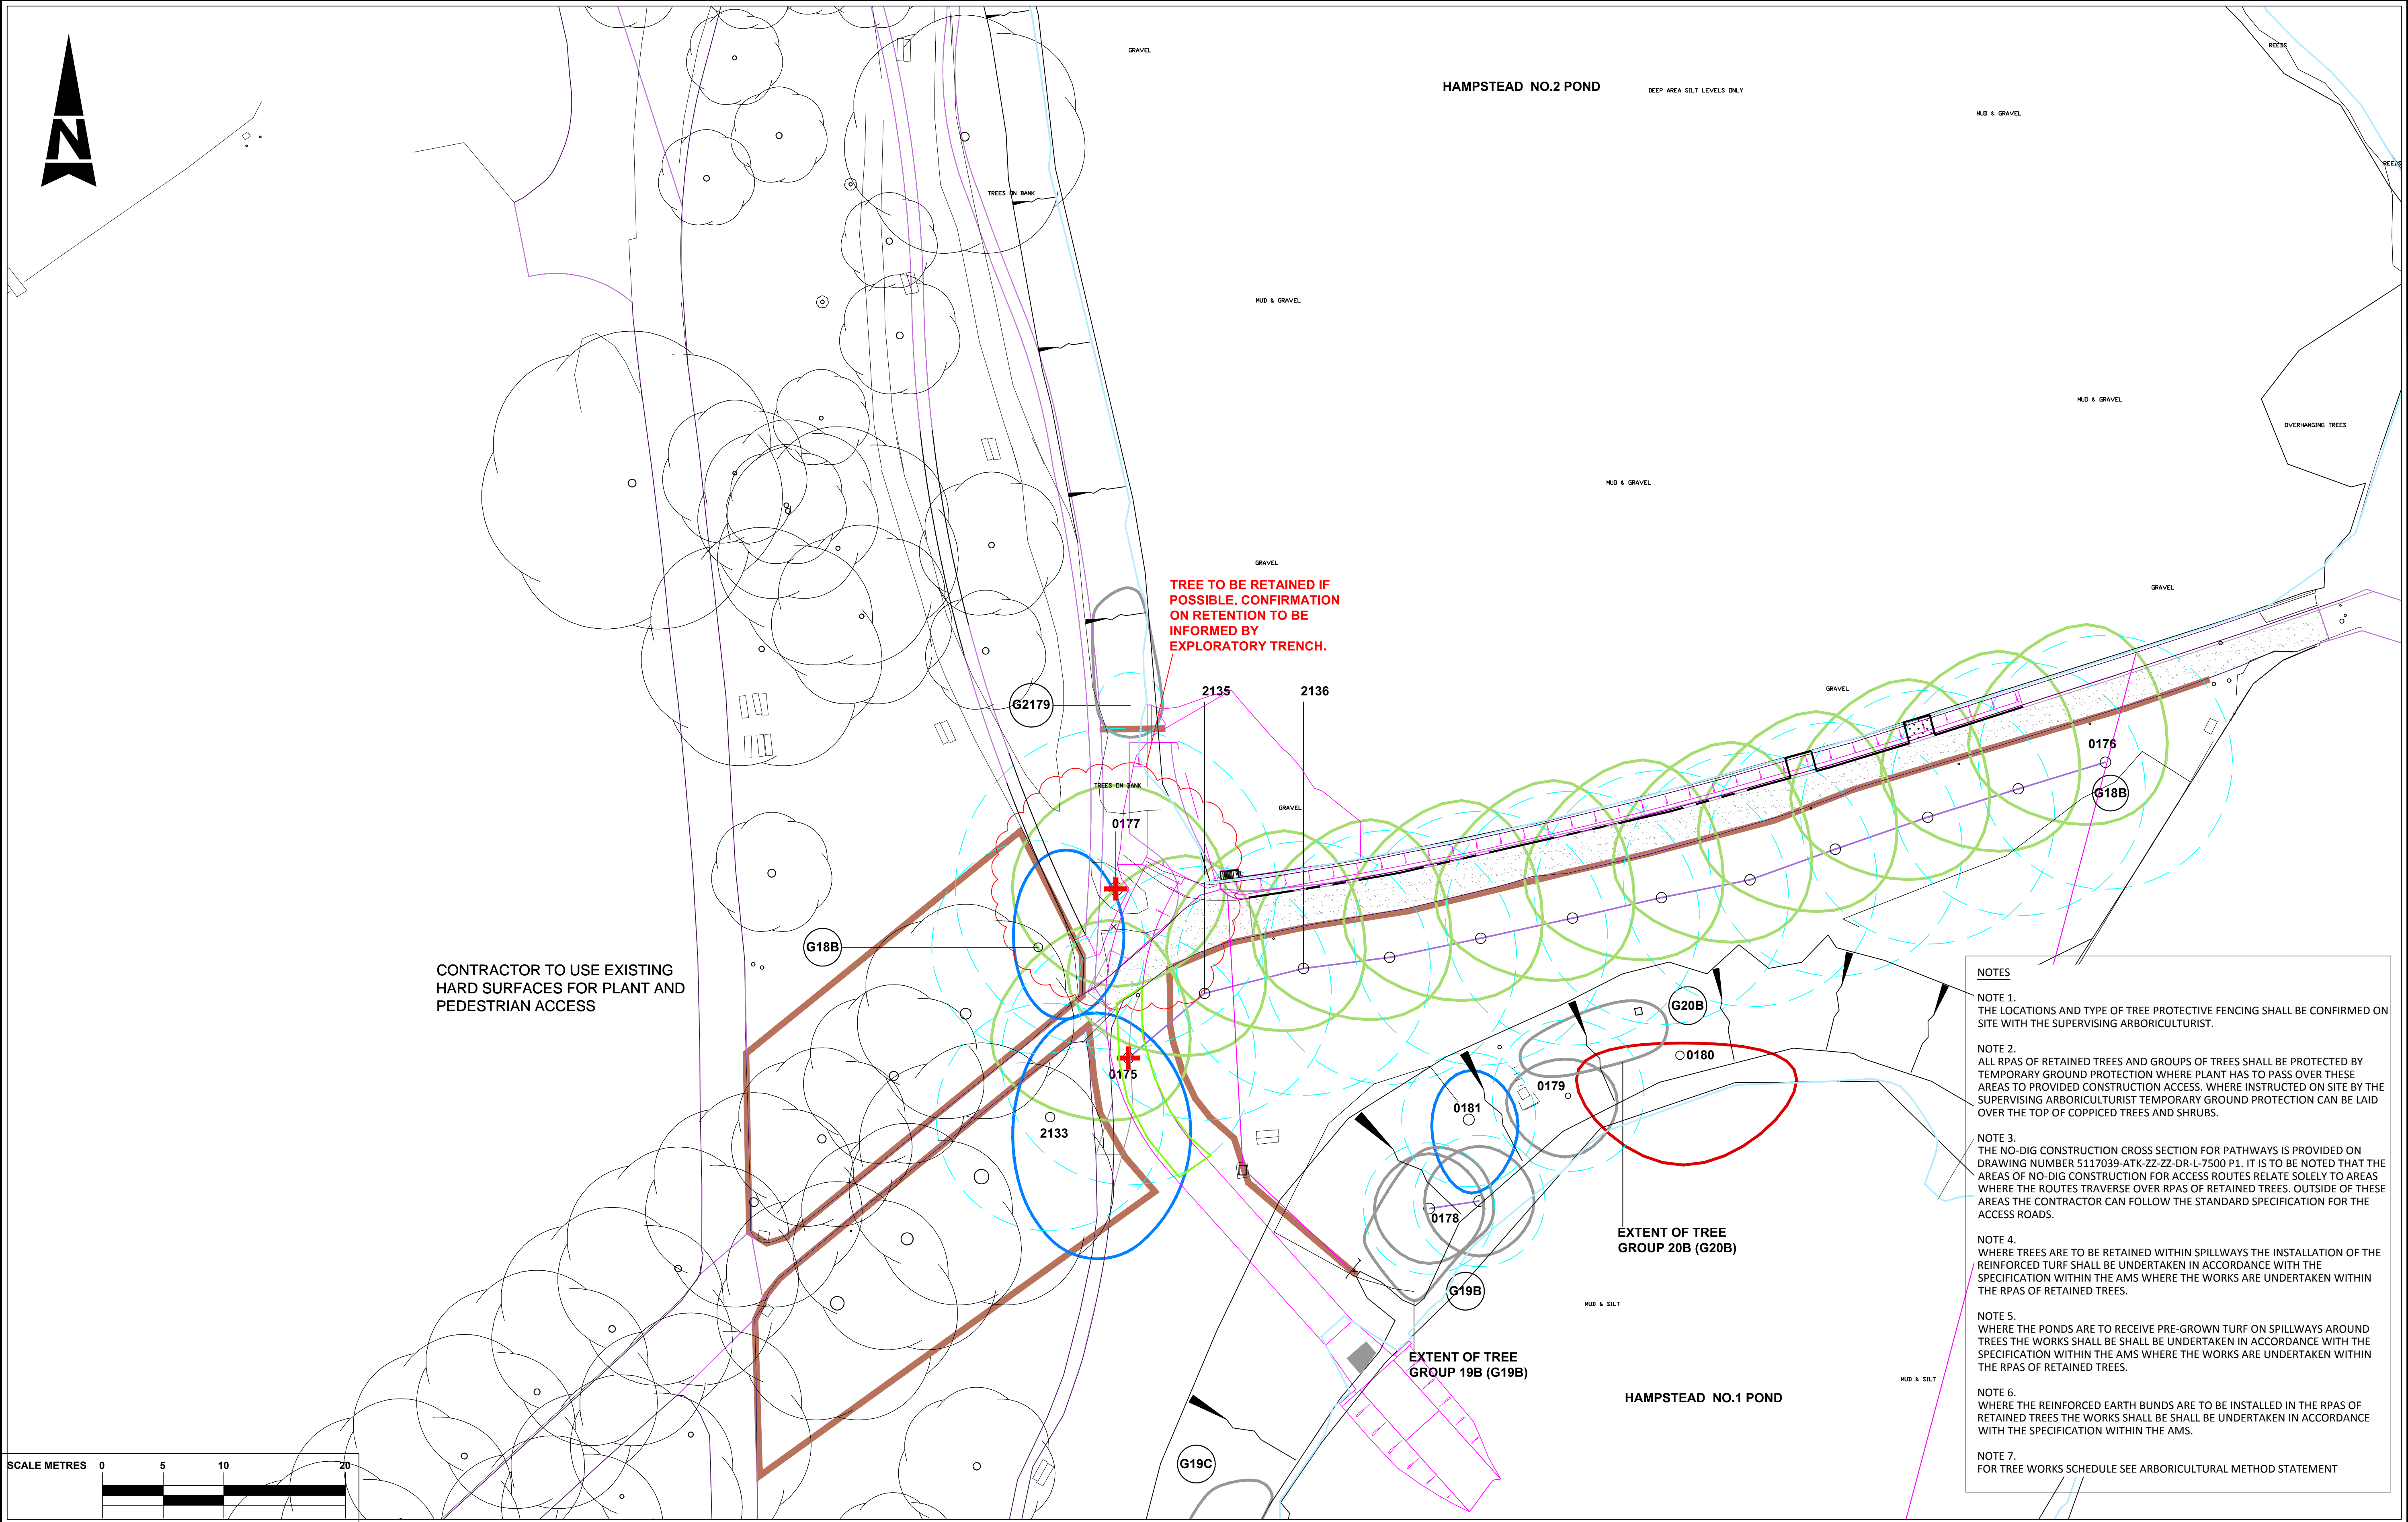 GRAVEL
HAMPSTEAD NO.2 POND
DEEP AREA SILT LEVELS ONLY
REEDS
MUD & GRAVEL
N
TREES ON BANK
MUD & GRAVEL
MUD & GRAVEL
OVERHANGING TREES
MUD & GRAVEL
GRAVEL
TREE TO BE RETAINED IF
POSSIBLE. CONFIRMATION
ON RETENTION TO BE
INFORMED BY
EXPLORATORY TRENCH.
GRAVEL
G2179
2135
2136
GRAVEL
0176
G18B
TREES ON BANK
GRAVEL
0177
G18B
CONTRACTOR TO USE EXISTING
HARD SURFACES FOR PLANT AND
PEDESTRIAN ACCESS
0175
2133
G20B
0180
0179
0181
0178
EXTENT OF TREE
GROUP 20B (G20B)
G19B
MUD & SILT
EXTENT OF TREE
GROUP 19B (G19B)
HAMPSTEAD NO.1 POND
MUD & SILT
G19C
SCALE METRES 0 5 10 20
NOTES
NOTE 1.
THE LOCATIONS AND TYPE OF TREE PROTECTIVE FENCING SHALL BE CONFIRMED ON
SITE WITH THE SUPERVISING ARBORICULTURIST.
NOTE 2.
ALL RPAS OF RETAINED TREES AND GROUPS OF TREES SHALL BE PROTECTED BY
TEMPORARY GROUND PROTECTION WHERE PLANT HAS TO PASS OVER THESE
AREAS TO PROVIDED CONSTRUCTION ACCESS. WHERE INSTRUCTED ON SITE BY THE
SUPERVISING ARBORICULTURIST TEMPORARY GROUND PROTECTION CAN BE LAID
OVER THE TOP OF COPPICED TREES AND SHRUBS.
NOTE 3.
THE NO-DIG CONSTRUCTION CROSS SECTION FOR PATHWAYS IS PROVIDED ON
DRAWING NUMBER 5117039-ATK-ZZ-ZZ-DR-L-7500 P1. IT IS TO BE NOTED THAT THE
AREAS OF NO-DIG CONSTRUCTION FOR ACCESS ROUTES RELATE SOLELY TO AREAS
WHERE THE ROUTES TRAVERSE OVER RPAS OF RETAINED TREES. OUTSIDE OF THESE
AREAS THE CONTRACTOR CAN FOLLOW THE STANDARD SPECIFICATION FOR THE
ACCESS ROADS.
NOTE 4.
WHERE TREES ARE TO BE RETAINED WITHIN SPILLWAYS THE INSTALLATION OF THE
REINFORCED TURF SHALL BE UNDERTAKEN IN ACCORDANCE WITH THE
SPECIFICATION WITHIN THE AMS WHERE THE WORKS ARE UNDERTAKEN WITHIN
THE RPAS OF RETAINED TREES.
NOTE 5.
WHERE THE PONDS ARE TO RECEIVE PRE-GROWN TURF ON SPILLWAYS AROUND
TREES THE WORKS SHALL BE SHALL BE UNDERTAKEN IN ACCORDANCE WITH THE
SPECIFICATION WITHIN THE AMS WHERE THE WORKS ARE UNDERTAKEN WITHIN
THE RPAS OF RETAINED TREES.
NOTE 6.
WHERE THE REINFORCED EARTH BUNDS ARE TO BE INSTALLED IN THE RPAS OF
RETAINED TREES THE WORKS SHALL BE SHALL BE UNDERTAKEN IN ACCORDANCE
WITH THE SPECIFICATION WITHIN THE AMS.
NOTE 7.
FOR TREE WORKS SCHEDULE SEE ARBORICULTURAL METHOD STATEMENT